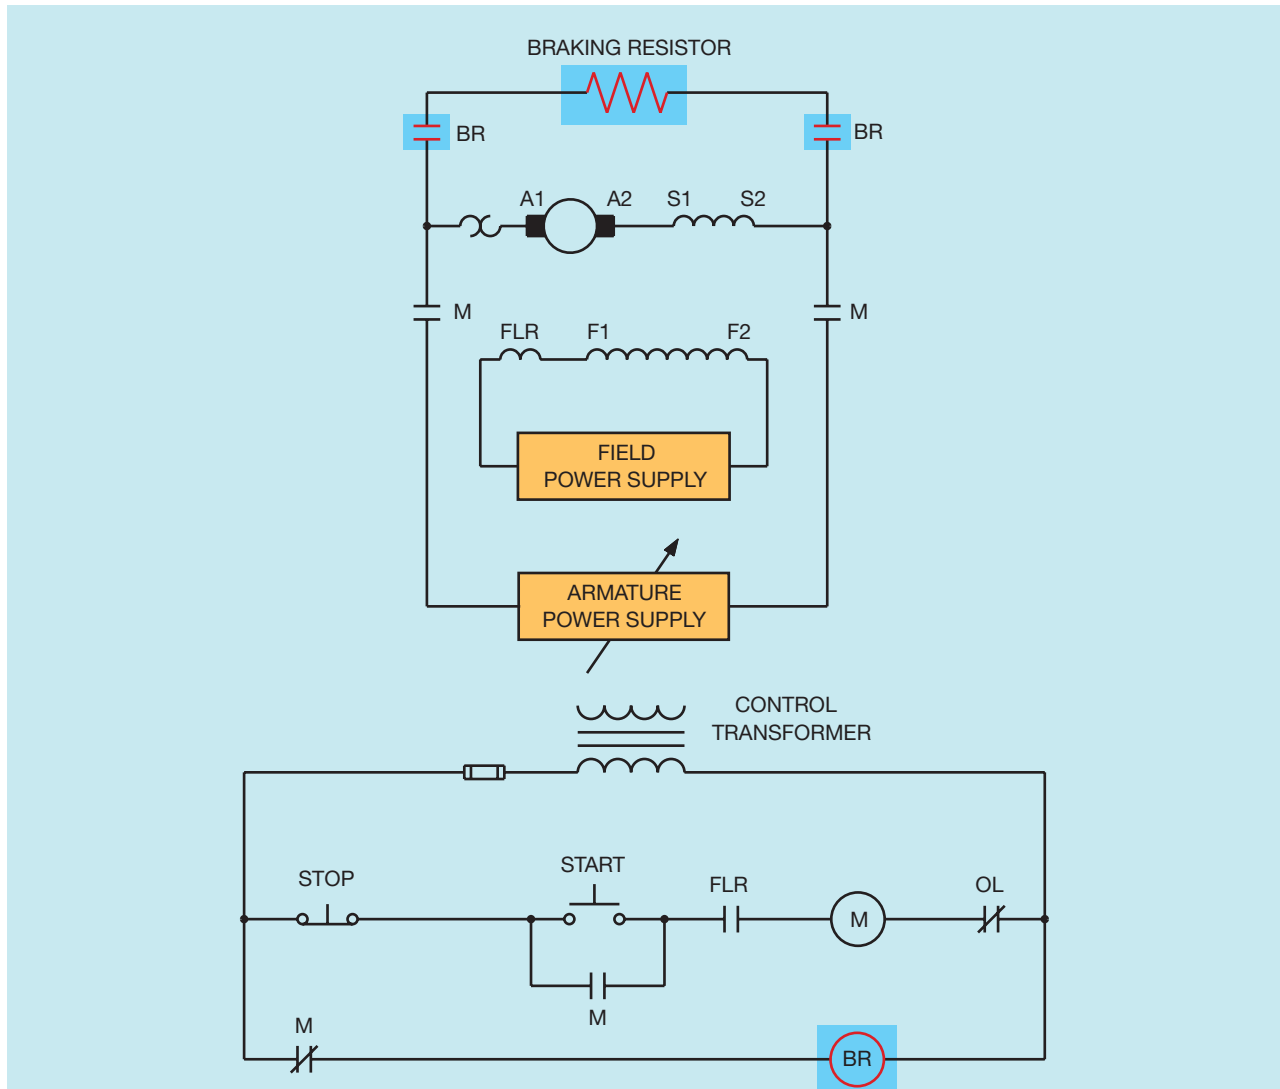 BRAKING RESISTOR
BR
BR
A1
A2
S1
S2
M
M
FLR
F1
F2
FIELD
POWER SUPPLY
ARMATURE
POWER SUPPLY
CONTROL
TRANSFORMER
START
STOP
FLR
OL
M
M
M
BR